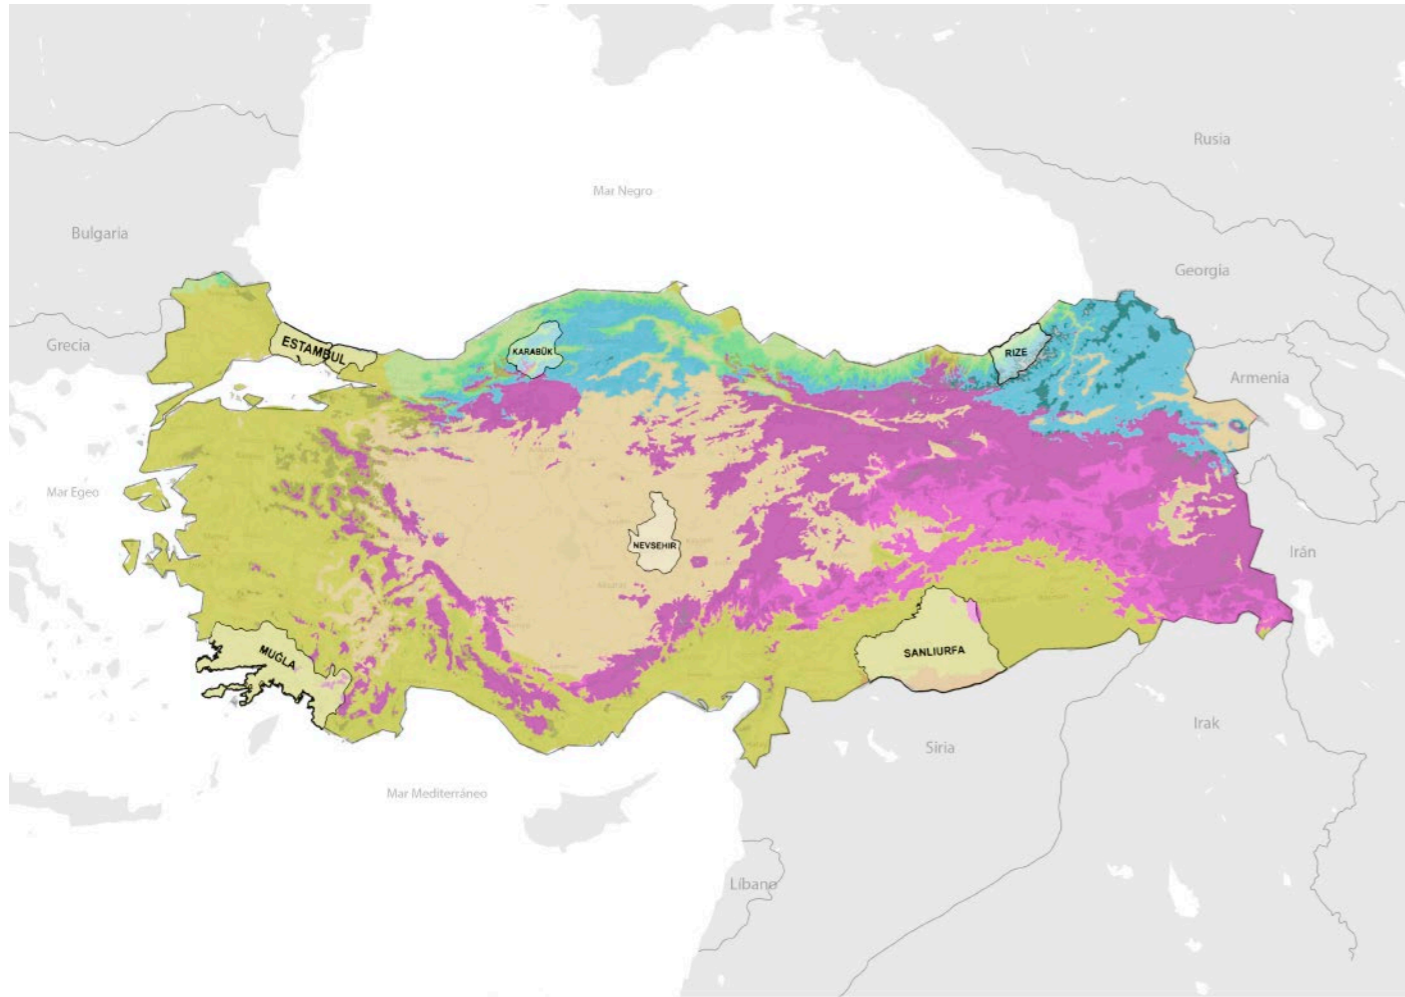 Rusia
Mar Negro
Bulgaria
Georgia
Grecia
ESTAMBUL
KARABÜK
RIZE
Armenia
Mar Egeo
NEVSEHIR
Irán
MUĞLA
SANLIURFA
Irak
Siria
Mar Mediterráneo
Líbano